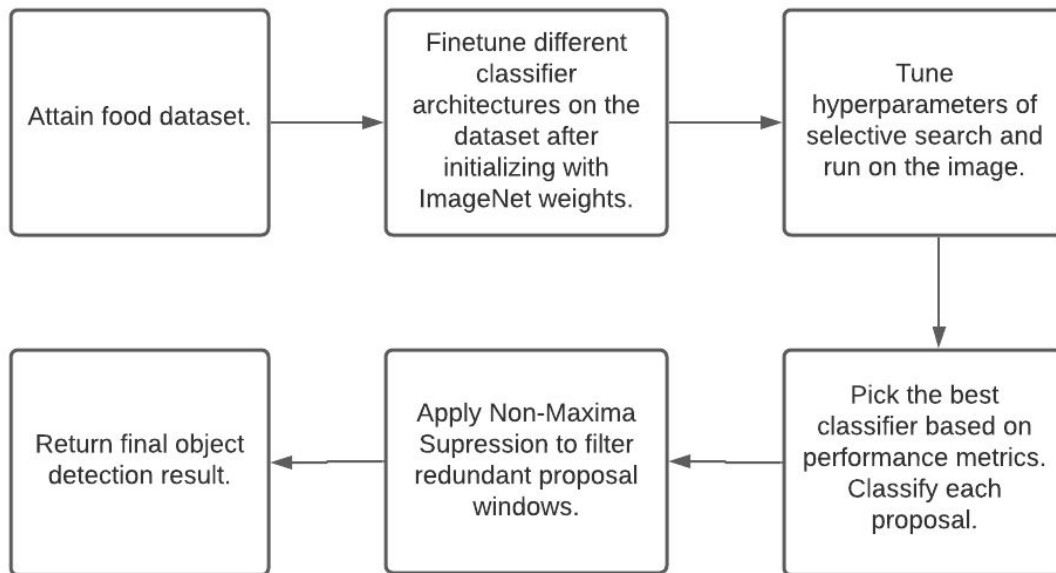 Attain food dataset.
Finetune different
classifier
architectures on the
dataset after
initializing with
ImageNet weights.
Tune
hyperparameters of
selective search and
run on the image.
Pick the best
classifier based on
performance metrics.
Classify each
proposal.
Apply Non-Maxima
Supression to filter
redundant proposal
windows.
Return final object
detection result.